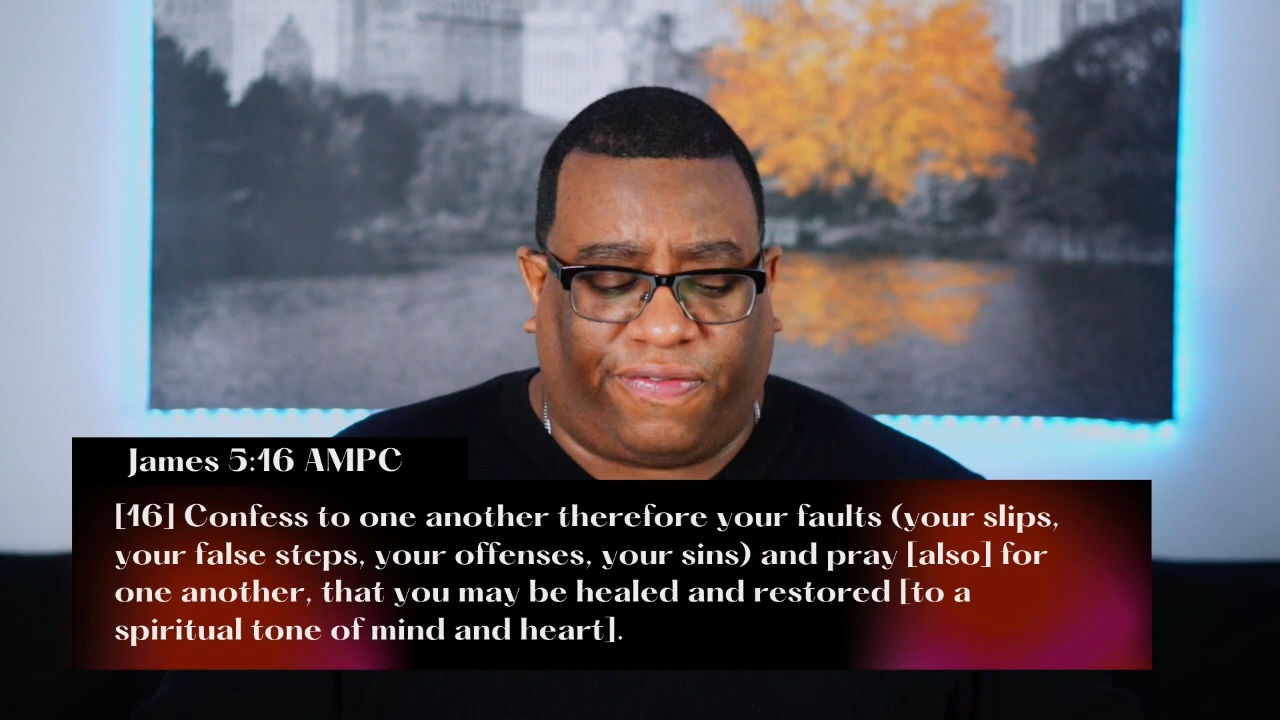 James 5:16 AMPC
[16] Confess to one another therefore your faults (your slips,
your false steps, your offenses, your sins) and pray [also] for
one another, that you may be healed and restored [to a
spiritual tone of mind and heart].